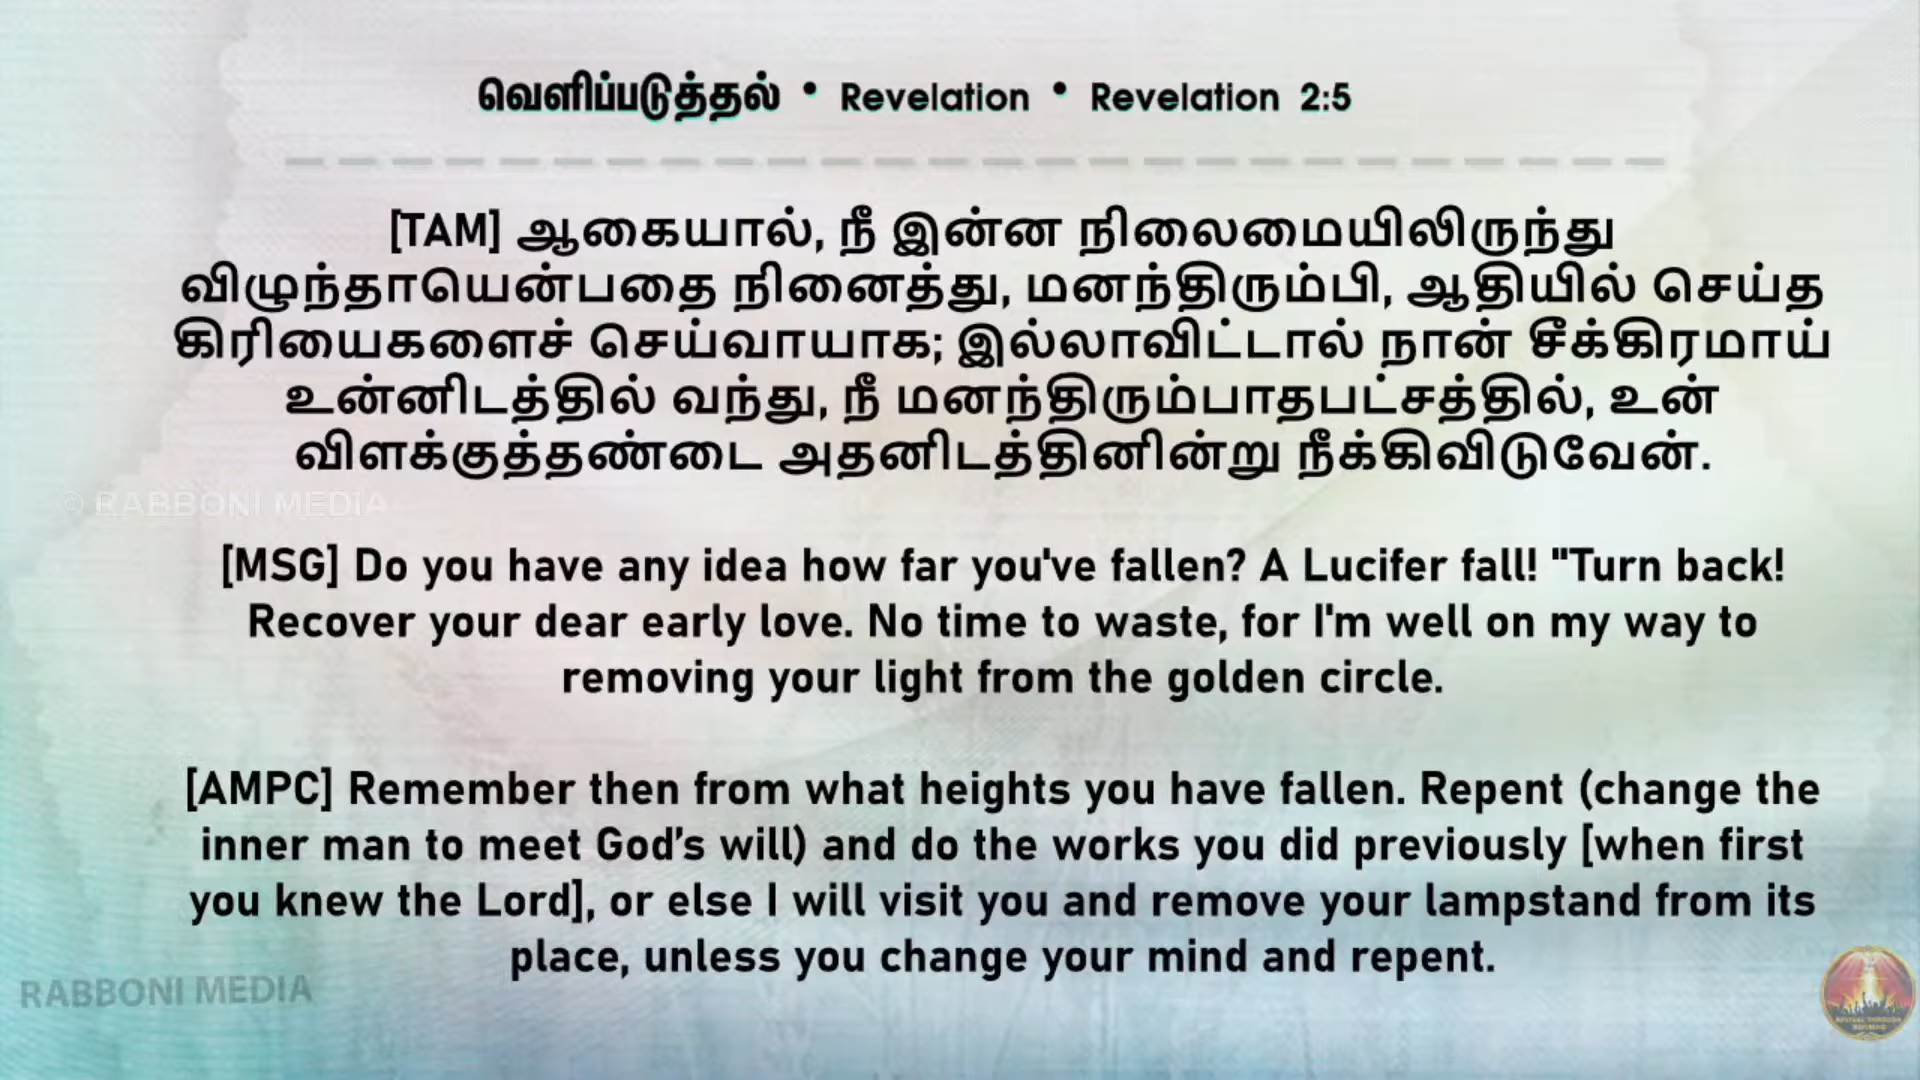 வெளிப்படுத்தல் • Revelation • Revelation 2:5
[TAM] ஆகையால், நீ இன்ன நிலைமையிலிருந்து
விழுந்தாயென்பதை நினைத்து, மனந்திரும்பி, ஆதியில் செய்த
கிரியைகளைச் செய்வாயாக; இல்லாவிட்டால் நான் சீக்கிரமாய்
உன்னிடத்தில் வந்து, நீ மனந்திரும்பாதபட்சத்தில், உன்
விளக்குத்தண்டை அதனிடத்தினின்று நீக்கிவிடுவேன்.
© RABBONI MEDIA
[MSG] Do you have any idea how far you've fallen? A Lucifer fall! "Turn back!
Recover your dear early love. No time to waste, for I'm well on my way to
removing your light from the golden circle.
[AMPC] Remember then from what heights you have fallen. Repent (change the
inner man to meet God’s will) and do the works you did previously [when first
you knew the Lord], or else I will visit you and remove your lampstand from its
place, unless you change your mind and repent.
RABBONI MEDIA